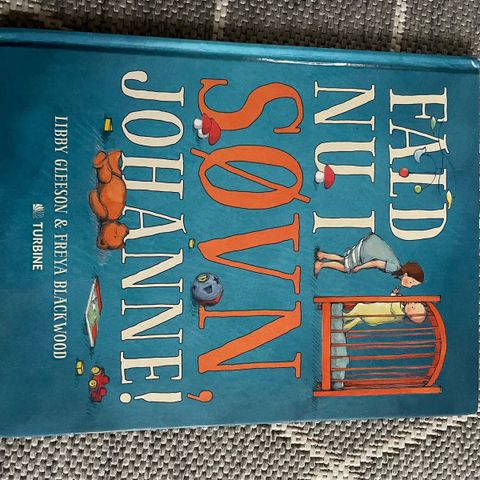 FALD
NU I
SØVN,
JOHANNE!
LIBBY GLEESON & FREYA BLACKWOOD
TURBINE